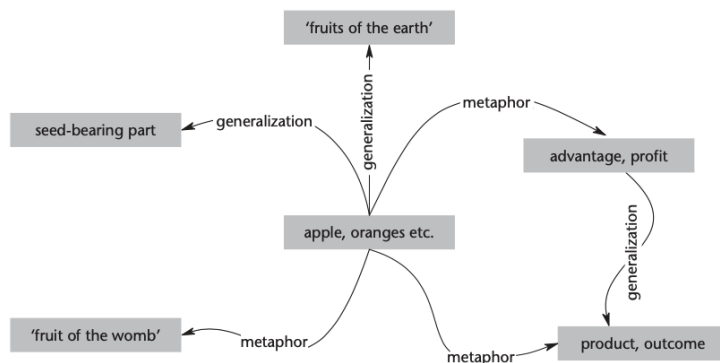 ‘fruits of the earth’
generalization
metaphor
seed-bearing part
generalization
advantage, profit
apple, oranges etc.
generalization
‘fruit of the womb’
metaphor
metaphor
product, outcome